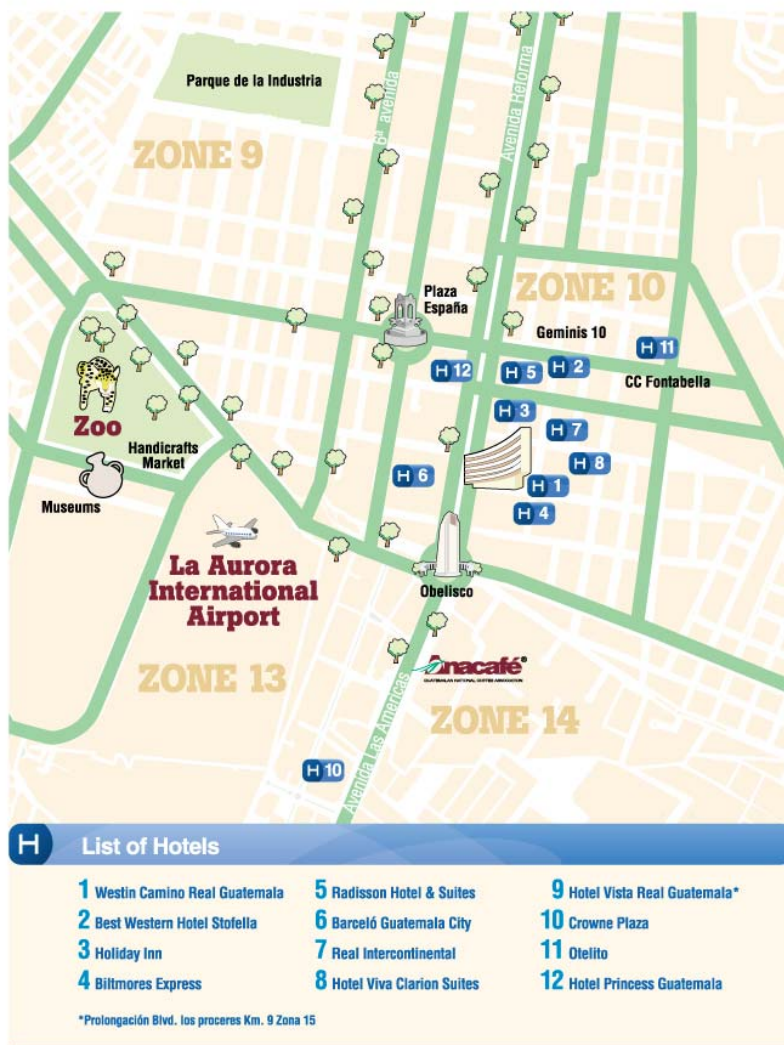 Parque de la Industria
6ª avenida
Avenida Reforma
ZONE 9
Plaza
España
ZONE 10
Geminis 10
H 11
H 12
H 5
H 2
CC Fontabella
H 3
Zoo
Handicrafts
Market
H 7
H 8
H 6
H 1
Museums
H 4
La Aurora
International
Airport
Obelisco
Anacafé®
GUATEMALAN NATIONAL COFFEE ASSOCIATION
ZONE 13
ZONE 14
Avenida Las Americas
H 10
H List of Hotels
1 Westin Camino Real Guatemala
2 Best Western Hotel Stofella
3 Holiday Inn
4 Biltmores Express
5 Radisson Hotel & Suites
6 Barceló Guatemala City
7 Real Intercontinental
8 Hotel Viva Clarion Suites
9 Hotel Vista Real Guatemala*
10 Crowne Plaza
11 Otelito
12 Hotel Princess Guatemala
*Prolongación Blvd. los proceres Km. 9 Zona 15